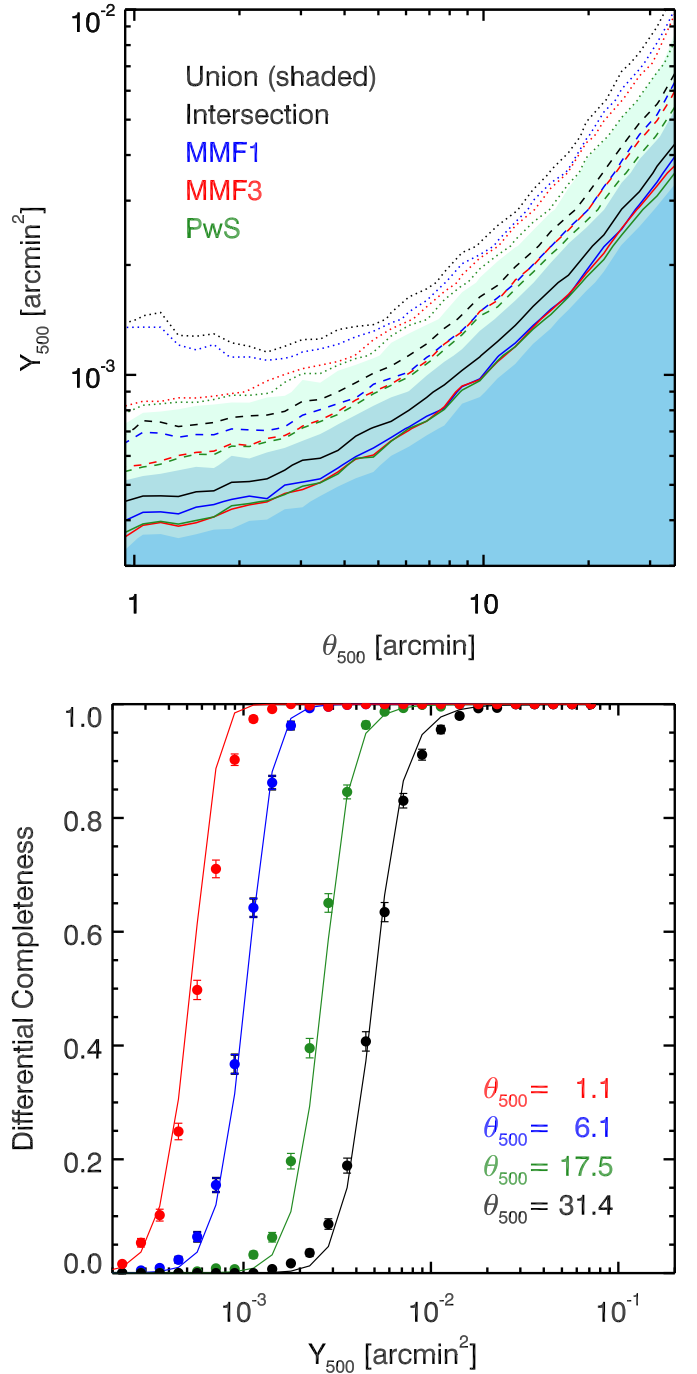 10⁻²
Union (shaded)
Intersection
MMF1
MMF3
PwS
Y₅₀₀ [arcmin²]
10⁻³
1 10
θ₅₀₀ [arcmin]
1.0
0.8
0.6
0.4
0.2
0.0
Differential Completeness
θ₅₀₀= 1.1
θ₅₀₀= 6.1
θ₅₀₀= 17.5
θ₅₀₀= 31.4
10⁻³ 10⁻² 10⁻¹
Y₅₀₀ [arcmin²]